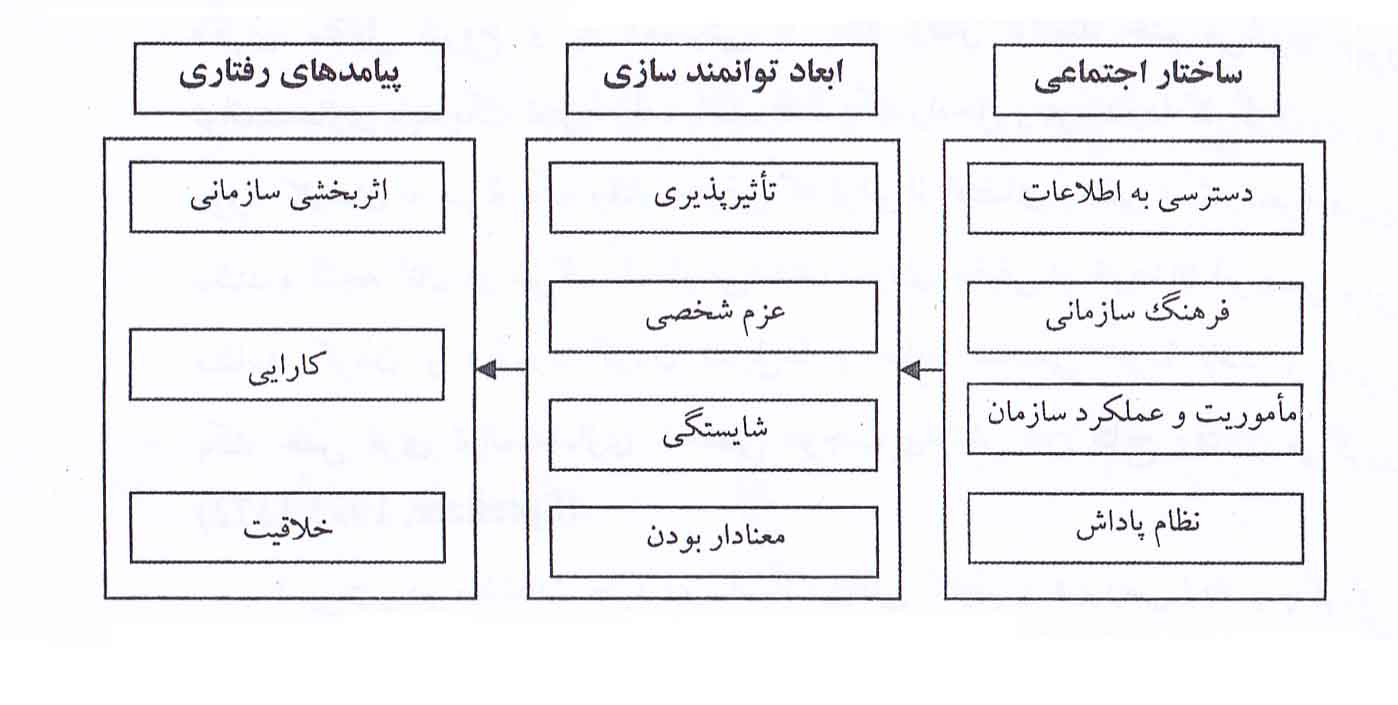 ساختار اجتماعی
دسترسی به اطلاعات
فرهنگ سازمانی
مأموریت و عملکرد سازمان
نظام پاداش
ابعاد توانمند سازی
تأثیرپذیری
عزم شخصی
شایستگی
معنادار بودن
پیامدهای رفتاری
اثربخشی سازمانی
کارایی
خلاقیت